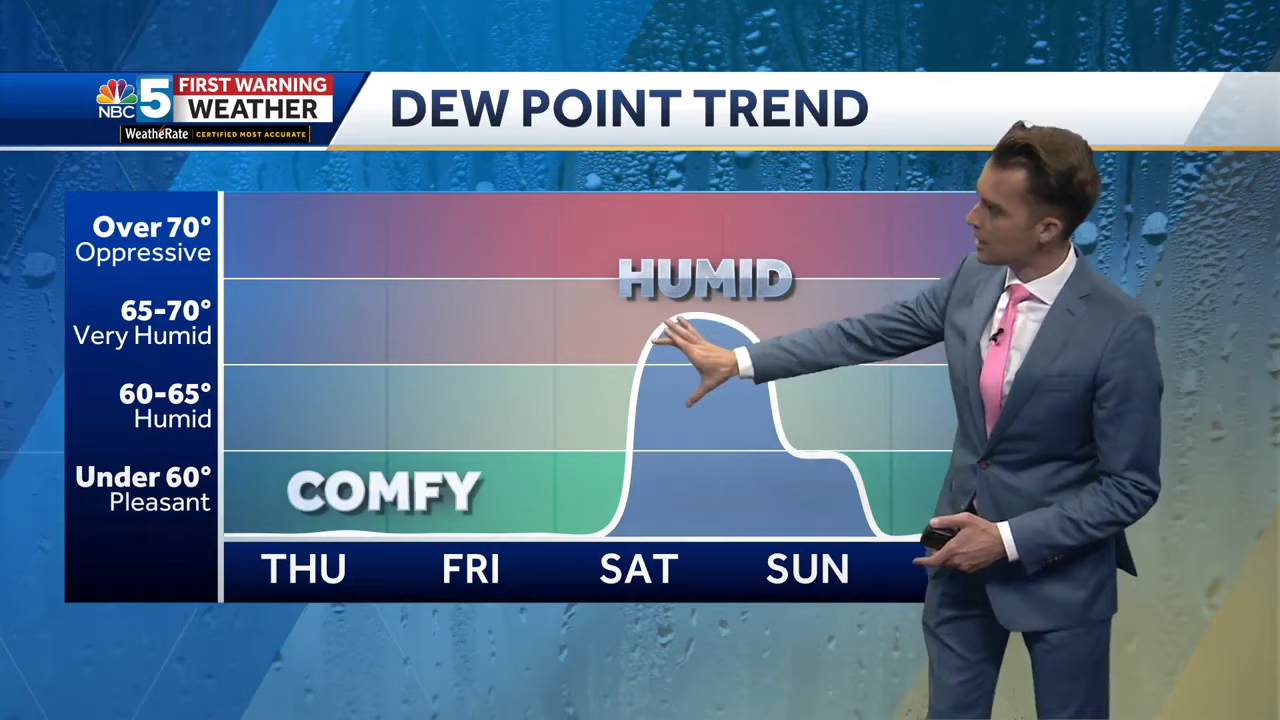 NBC 5 FIRST WARNING
WEATHER
WeatheRate CERTIFIED MOST ACCURATE
DEW POINT TREND
Over 70°
Oppressive
65-70°
Very Humid
60-65°
Humid
Under 60°
Pleasant
HUMID
COMFY
THU FRI SAT SUN